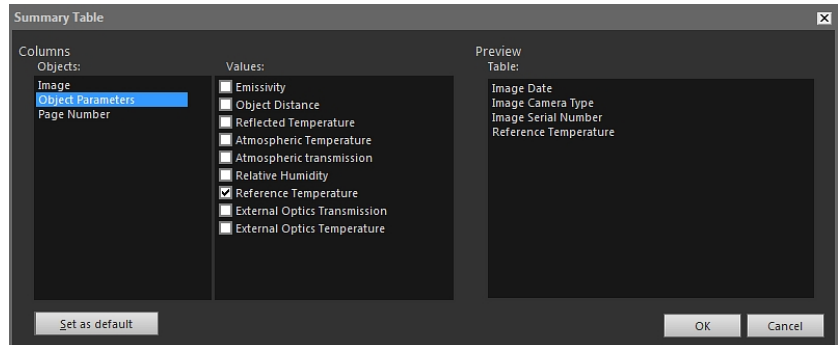 Summary Table
Columns
Objects:
Image
Object Parameters
Page Number
Values:
Emissivity
Object Distance
Reflected Temperature
Atmospheric Temperature
Atmospheric transmission
Relative Humidity
Reference Temperature
External Optics Transmission
External Optics Temperature
Preview
Table:
Image Date
Image Camera Type
Image Serial Number
Reference Temperature
Set as default
OK
Cancel